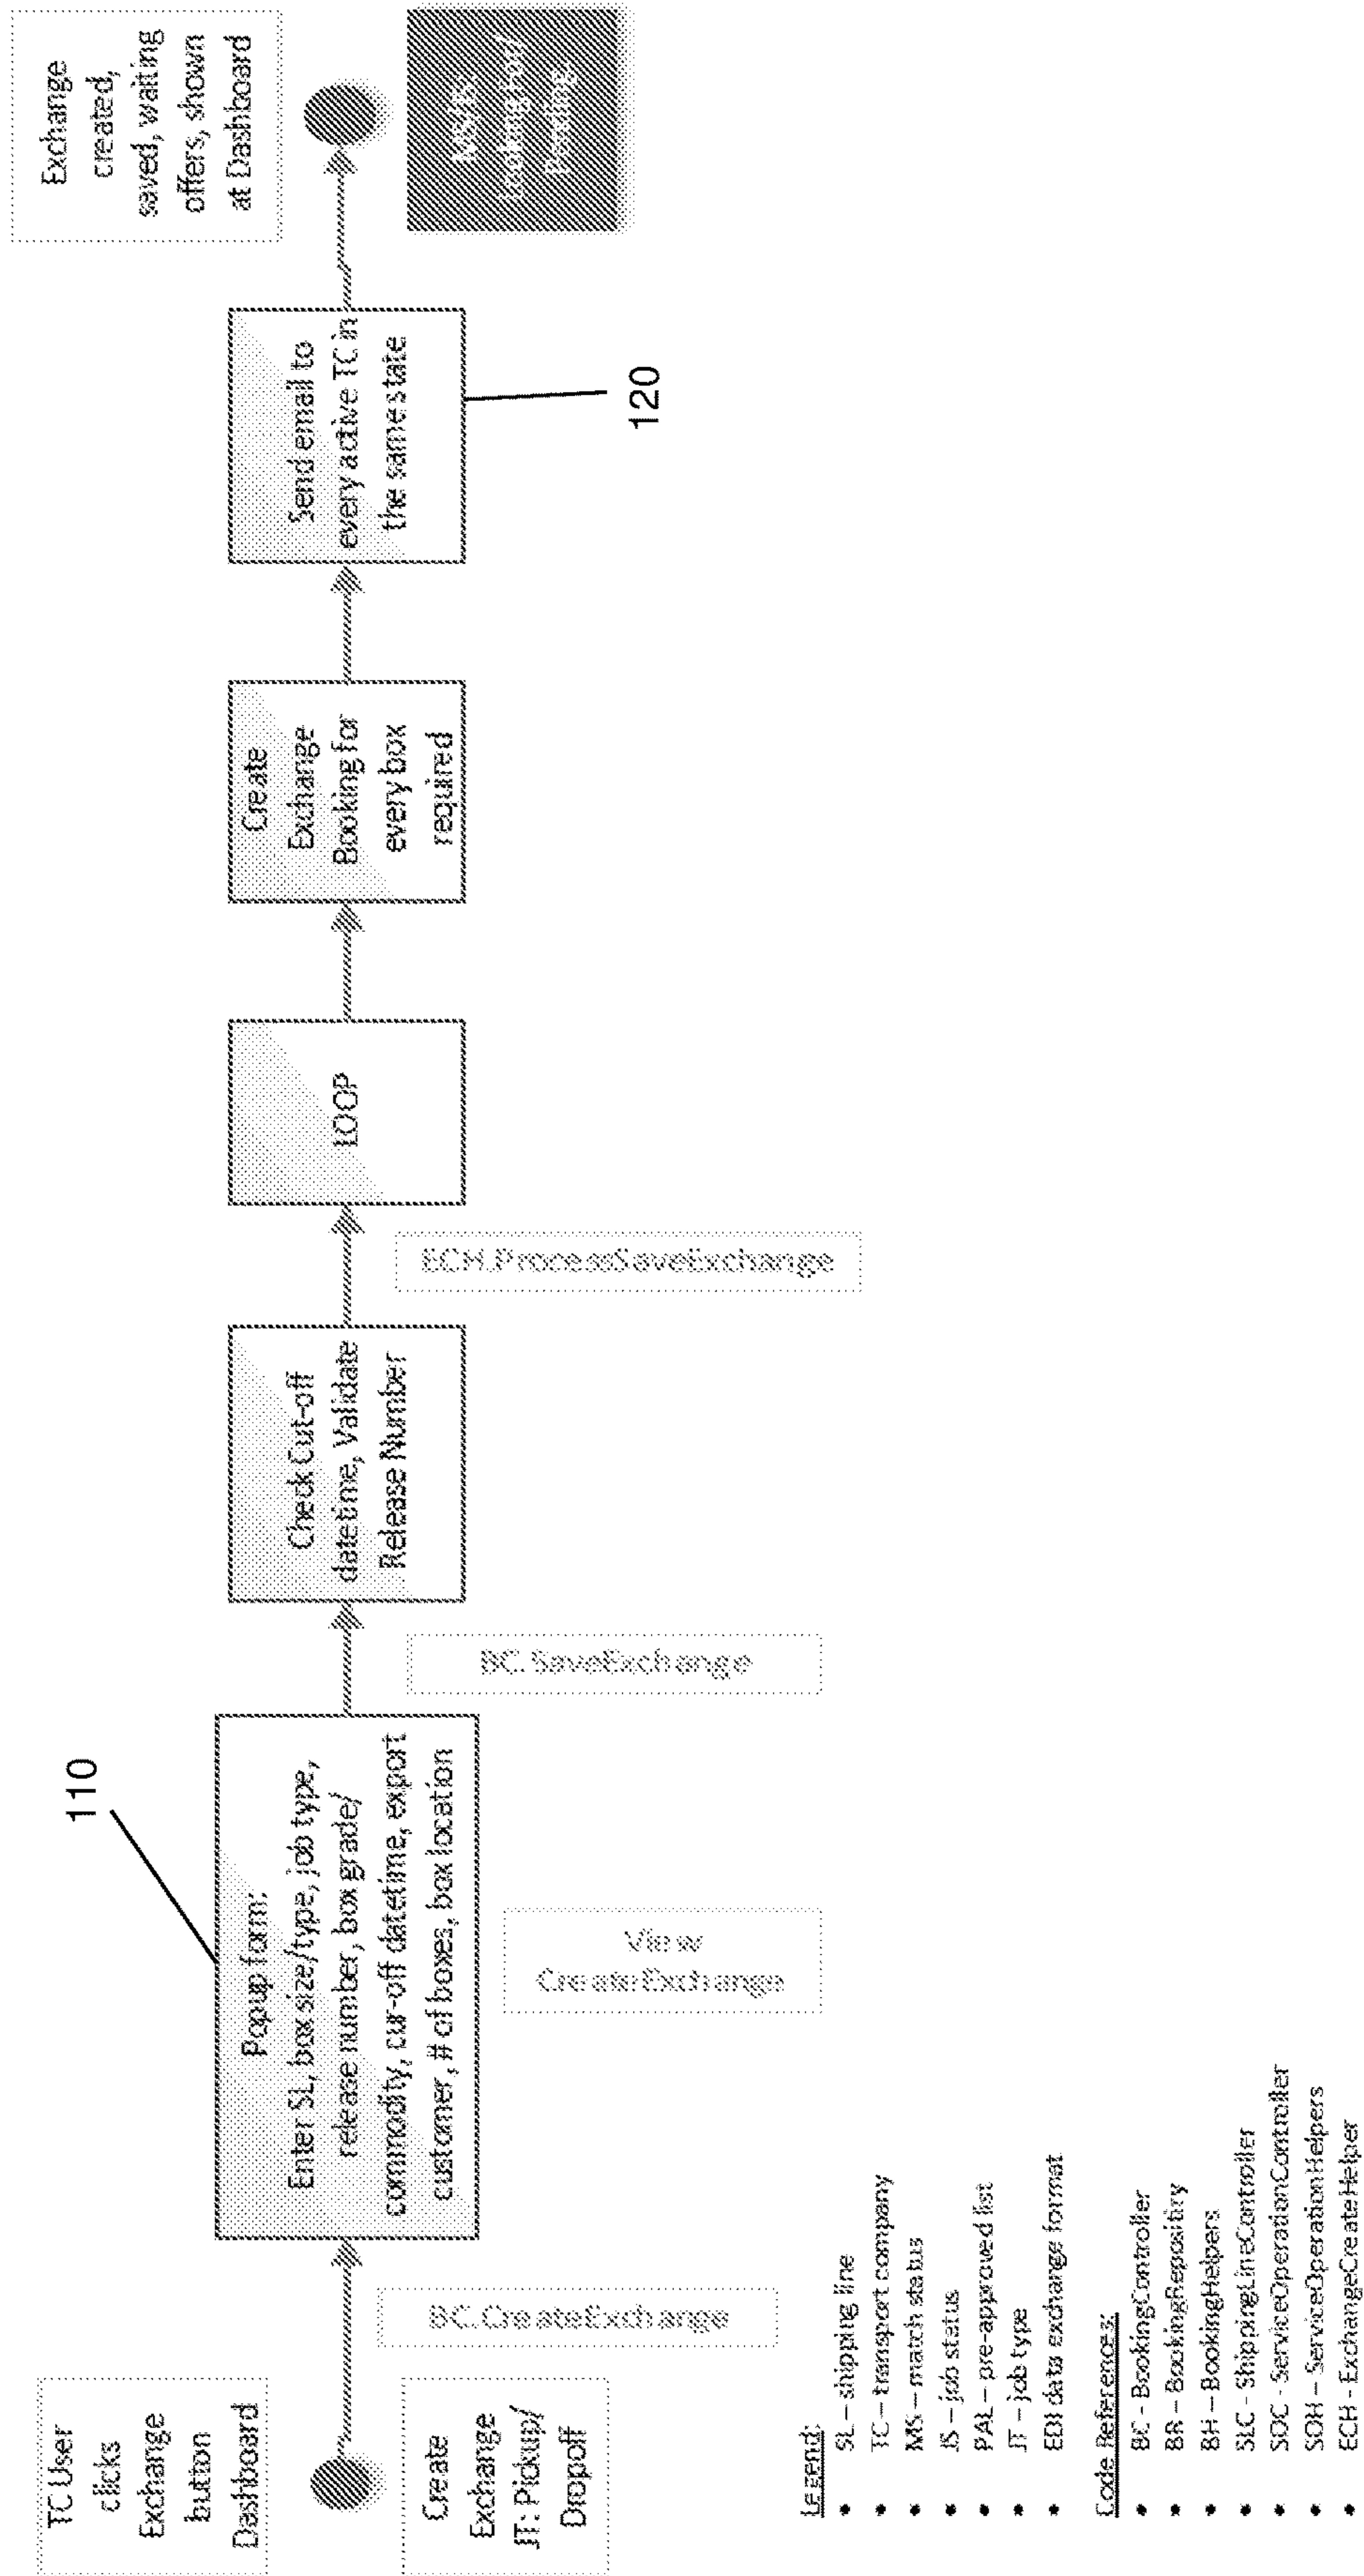 TC User
clicks
Exchange
button
Dashboard
Create
Exchange
JT: Pickup/
Dropoff
BC.CreateExchange
110
Popup form:
Enter SL, box size/type, job type,
release number, box grade/
commodity, cur-off datetime, export
customer, # of boxes, box location
View
CreateExchange
BC.SaveExchange
Check Cut-off
datetime, Validate
Release Number
ECH.ProcessSaveExchange
LOOP
Create
Exchange
Booking for
every box
required
Send email to
every active TC in
the same state
120
Exchange
created,
saved, waiting
offers, shown
at Dashboard
Looking For/
Pending
Legend:
• SL – shipping line
• TC – transport company
• MS – match status
• JS – job status
• PAL – pre-approved list
• JT – job type
• EDI data exchange format
Code References:
• BC - BookingController
• BR – BookingRepositry
• BH – BookingHelpers
• SLC - ShippingLineController
• SOC - ServiceOperationController
• SOH – ServiceOperationHelpers
• ECH - ExchangeCreateHelper